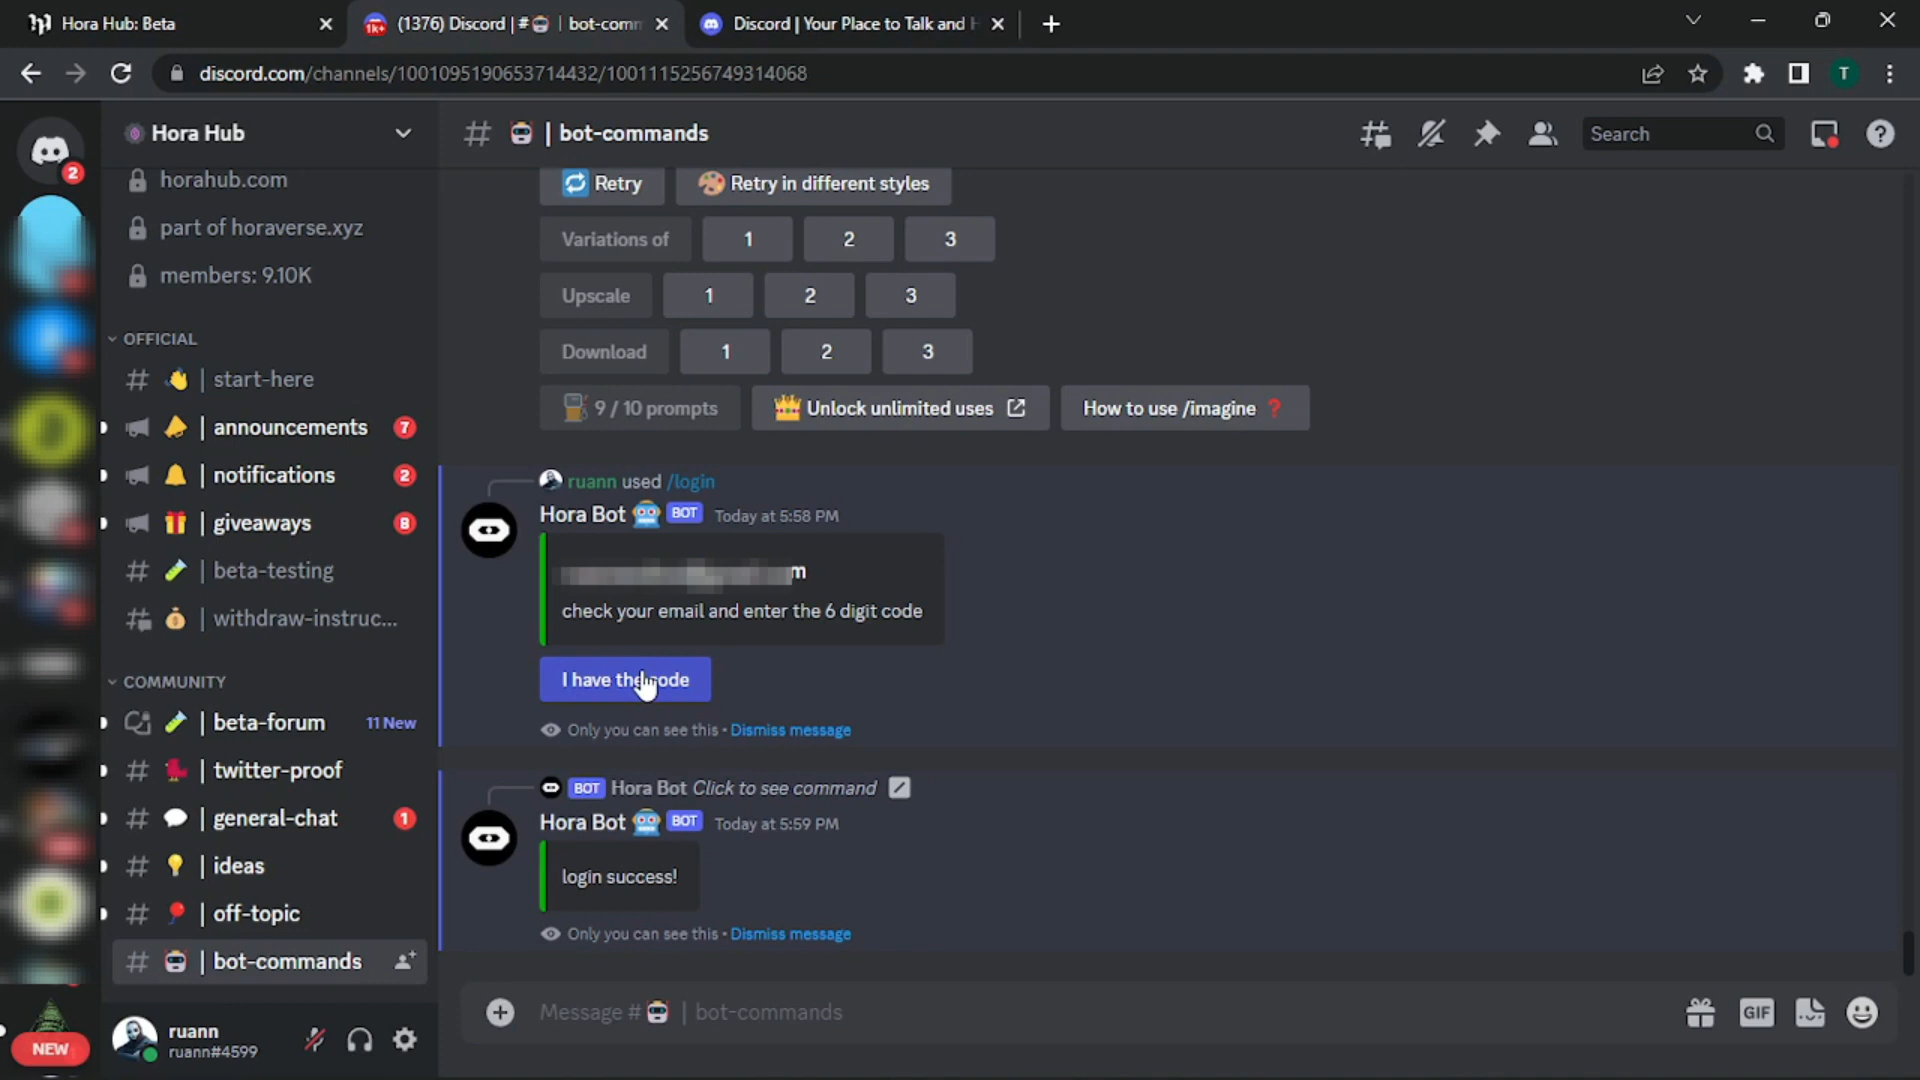 Hora Hub: Beta
(1376) Discord | # | bot-comm
Discord | Your Place to Talk and H
discord.com/channels/1001095190653714432/1001115256749314068
T
2
Hora Hub
horahub.com
part of horaverse.xyz
members: 9.10K
OFFICIAL
start-here
announcements 7
notifications 2
giveaways 8
beta-testing
withdraw-instruc...
COMMUNITY
beta-forum 11 New
twitter-proof
general-chat 1
ideas
off-topic
bot-commands
NEW
ruann
ruann#4599
# | bot-commands
Search
Retry Retry in different styles
Variations of 1 2 3
Upscale 1 2 3
Download 1 2 3
9 / 10 prompts Unlock unlimited uses How to use /imagine ?
ruann used /login
Hora Bot BOT Today at 5:58 PM
m
check your email and enter the 6 digit code
I have the code
Only you can see this • Dismiss message
BOT Hora Bot Click to see command
Hora Bot BOT Today at 5:59 PM
login success!
Only you can see this • Dismiss message
Message # | bot-commands
GIF